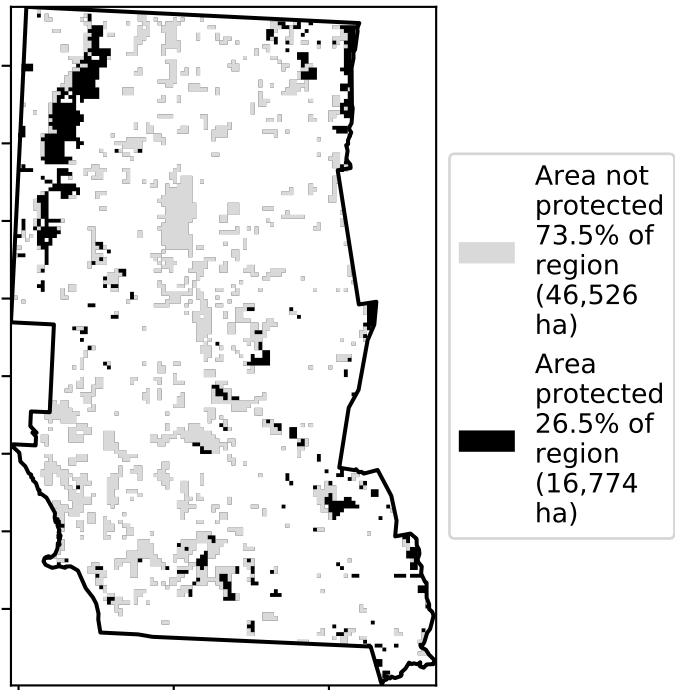 Area not
protected
73.5% of
region
(46,526
ha)
Area
protected
26.5% of
region
(16,774
ha)